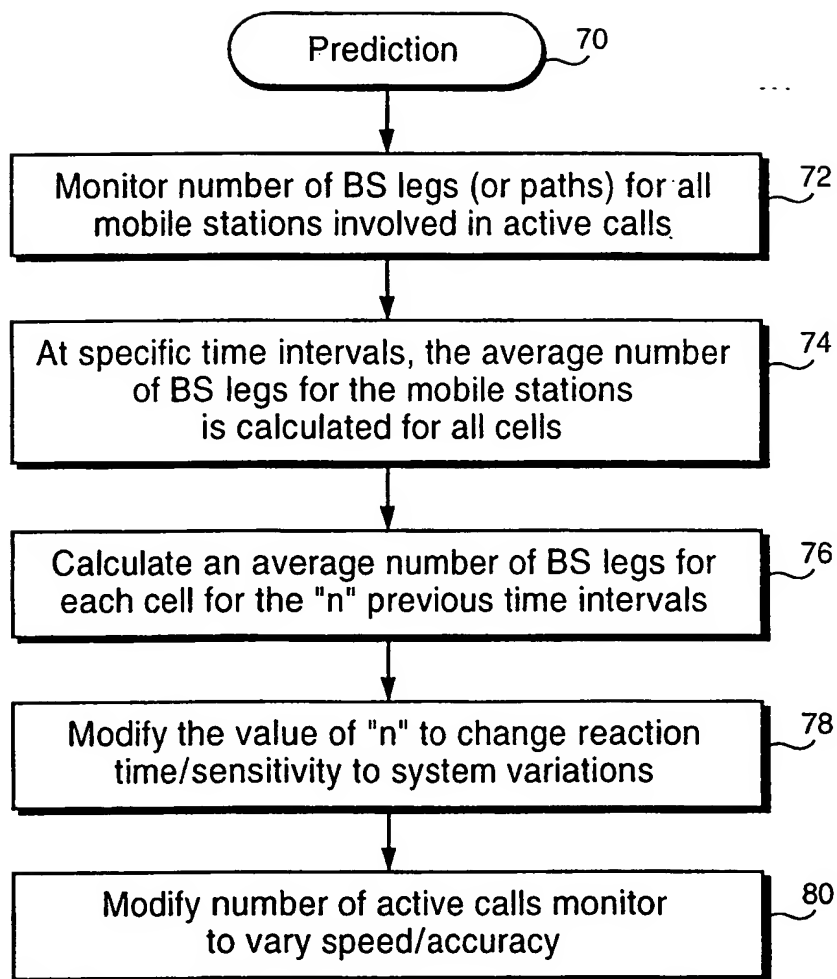 Prediction
70
Monitor number of BS legs (or paths) for all
mobile stations involved in active calls
72
At specific time intervals, the average number
of BS legs for the mobile stations
is calculated for all cells
74
Calculate an average number of BS legs for
each cell for the "n" previous time intervals
76
Modify the value of "n" to change reaction
time/sensitivity to system variations
78
Modify number of active calls monitor
to vary speed/accuracy
80